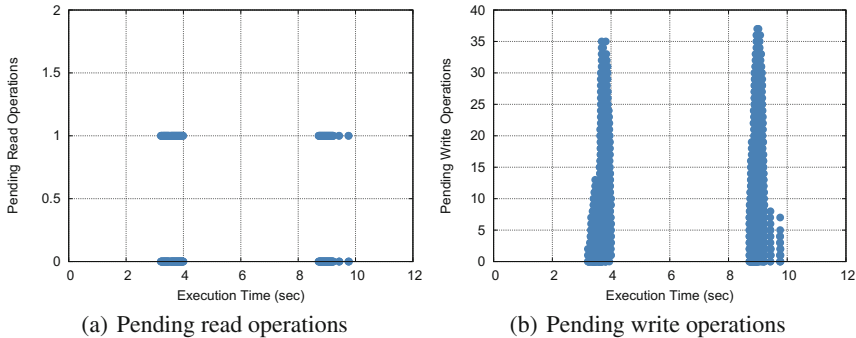 2
1.5
1
0.5
0
0 2 4 6 8 10 12
Pending Read Operations
Execution Time (sec)
(a) Pending read operations
40
35
30
25
20
15
10
5
0
0 2 4 6 8 10 12
Pending Write Operations
Execution Time (sec)
(b) Pending write operations